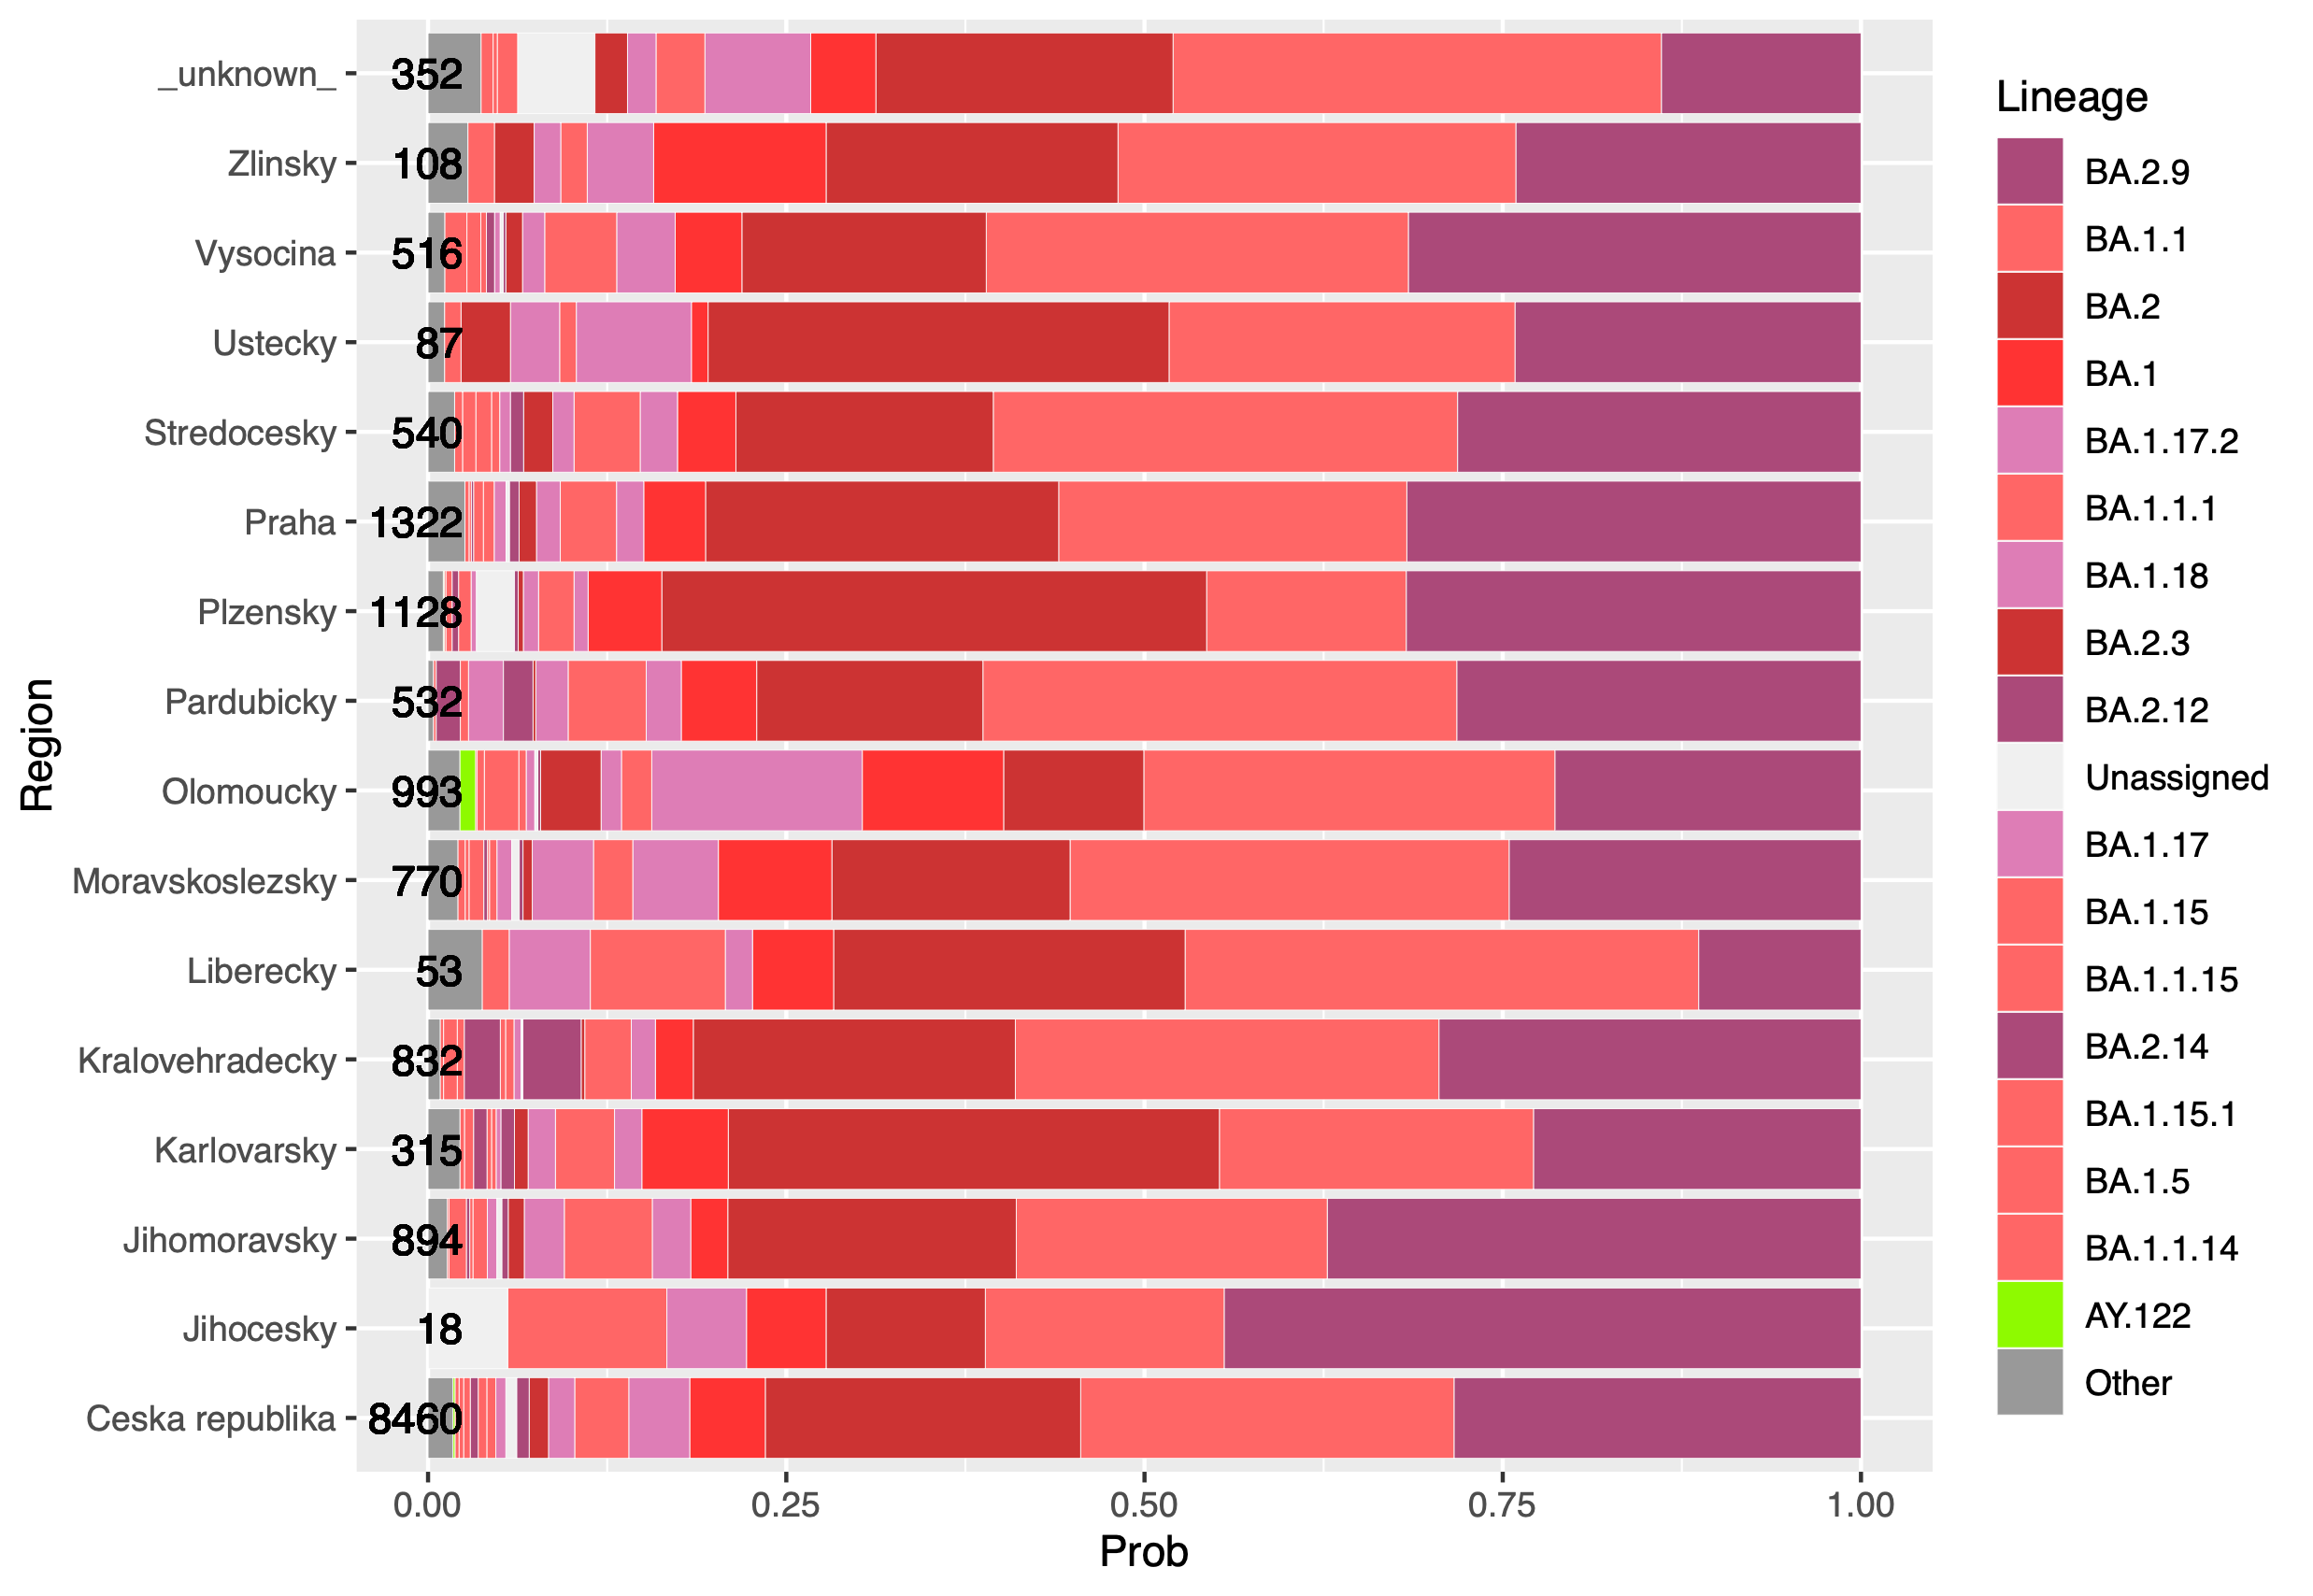 _unknown_ 352
Zlinsky 108
Vysocina 516
Ustecky 87
Stredocesky 540
Praha 1322
Plzensky 1128
Pardubicky 532
Olomoucky 993
Moravskoslezsky 770
Liberecky 53
Kralovehradecky 832
Karlovarsky 315
Jihomoravsky 894
Jihocesky 18
Ceska republika 8460
Region
0.00 0.25 0.50 0.75 1.00
Prob
Lineage
BA.2.9
BA.1.1
BA.2
BA.1
BA.1.17.2
BA.1.1.1
BA.1.18
BA.2.3
BA.2.12
Unassigned
BA.1.17
BA.1.15
BA.1.1.15
BA.2.14
BA.1.15.1
BA.1.5
BA.1.1.14
AY.122
Other